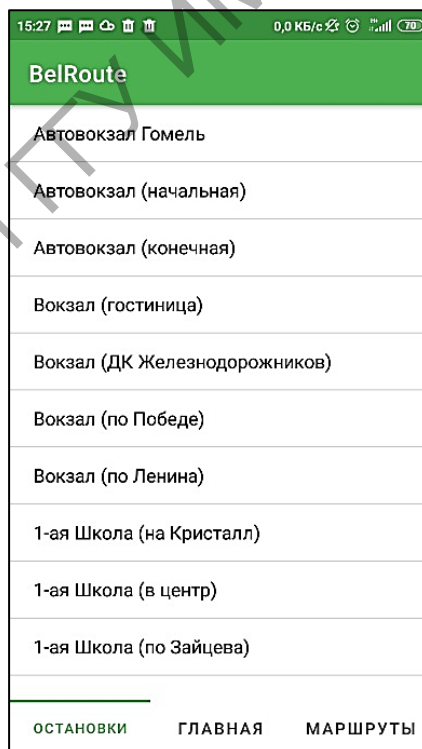 15:27 0,0 КБ/с 70
BelRoute
Автовокзал Гомель
Автовокзал (начальная)
Автовокзал (конечная)
Вокзал (гостиница)
Вокзал (ДК Железнодорожников)
Вокзал (по Победе)
Вокзал (по Ленина)
1-ая Школа (на Кристалл)
1-ая Школа (в центр)
1-ая Школа (по Зайцева)
ОСТАНОВКИ ГЛАВНАЯ МАРШРУТЫ
ГГУ